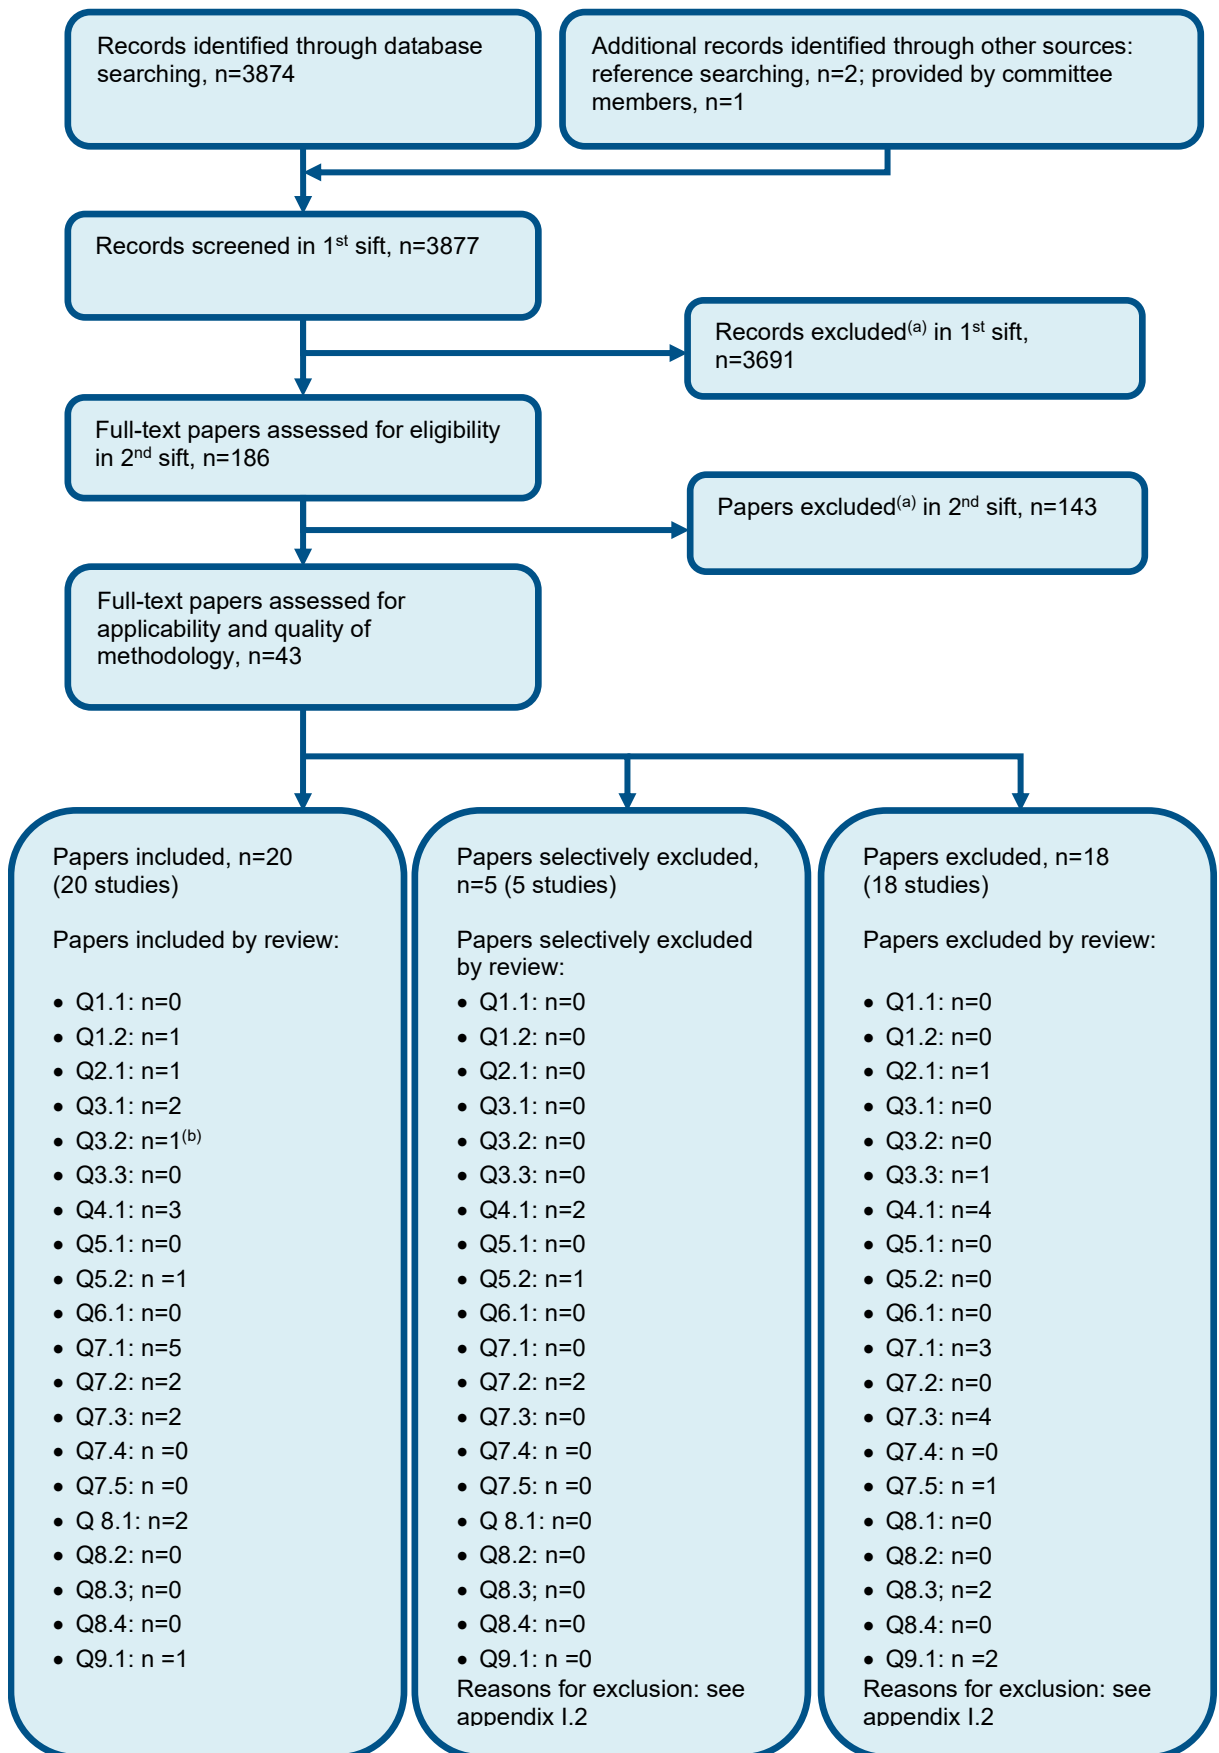 Records identified through database
searching, n=3874
Additional records identified through other sources:
reference searching, n=2; provided by committee
members, n=1
Records screened in 1st sift, n=3877
Records excluded(a) in 1st sift,
n=3691
Full-text papers assessed for eligibility
in 2nd sift, n=186
Papers excluded(a) in 2nd sift, n=143
Full-text papers assessed for
applicability and quality of
methodology, n=43
Papers included, n=20
(20 studies)
Papers included by review:
• Q1.1: n=0
• Q1.2: n=1
• Q2.1: n=1
• Q3.1: n=2
• Q3.2: n=1(b)
• Q3.3: n=0
• Q4.1: n=3
• Q5.1: n=0
• Q5.2: n =1
• Q6.1: n=0
• Q7.1: n=5
• Q7.2: n=2
• Q7.3: n=2
• Q7.4: n =0
• Q7.5: n =0
• Q 8.1: n=2
• Q8.2: n=0
• Q8.3; n=0
• Q8.4: n=0
• Q9.1: n =1
Papers selectively excluded,
n=5 (5 studies)
Papers selectively excluded
by review:
• Q1.1: n=0
• Q1.2: n=0
• Q2.1: n=0
• Q3.1: n=0
• Q3.2: n=0
• Q3.3: n=0
• Q4.1: n=2
• Q5.1: n=0
• Q5.2: n=1
• Q6.1: n=0
• Q7.1: n=0
• Q7.2: n=2
• Q7.3: n=0
• Q7.4: n =0
• Q7.5: n =0
• Q 8.1: n=0
• Q8.2: n=0
• Q8.3; n=0
• Q8.4: n=0
• Q9.1: n =0
Reasons for exclusion: see
appendix I.2
Papers excluded, n=18
(18 studies)
Papers excluded by review:
• Q1.1: n=0
• Q1.2: n=0
• Q2.1: n=1
• Q3.1: n=0
• Q3.2: n=0
• Q3.3: n=1
• Q4.1: n=4
• Q5.1: n=0
• Q5.2: n=0
• Q6.1: n=0
• Q7.1: n=3
• Q7.2: n=0
• Q7.3: n=4
• Q7.4: n =0
• Q7.5: n =1
• Q8.1: n=0
• Q8.2: n=0
• Q8.3; n=2
• Q8.4: n=0
• Q9.1: n =2
Reasons for exclusion: see
appendix I.2